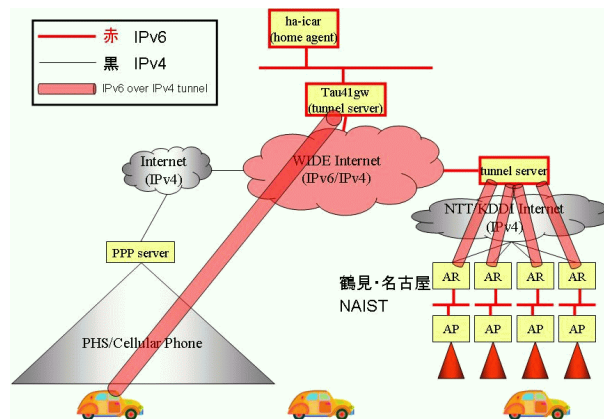 赤 IPv6
黒 IPv4
IPv6 over IPv4 tunnel
ha-icar
(home agent)
Tau41gw
(tunnel server)
Internet
(IPv4)
WIDE Internet
(IPv6/IPv4)
tunnel server
NTT/KDDI Internet
(IPv4)
PPP server
鶴見・名古屋
NAIST
AR AR AR AR
AP AP AP AP
PHS/Cellular Phone